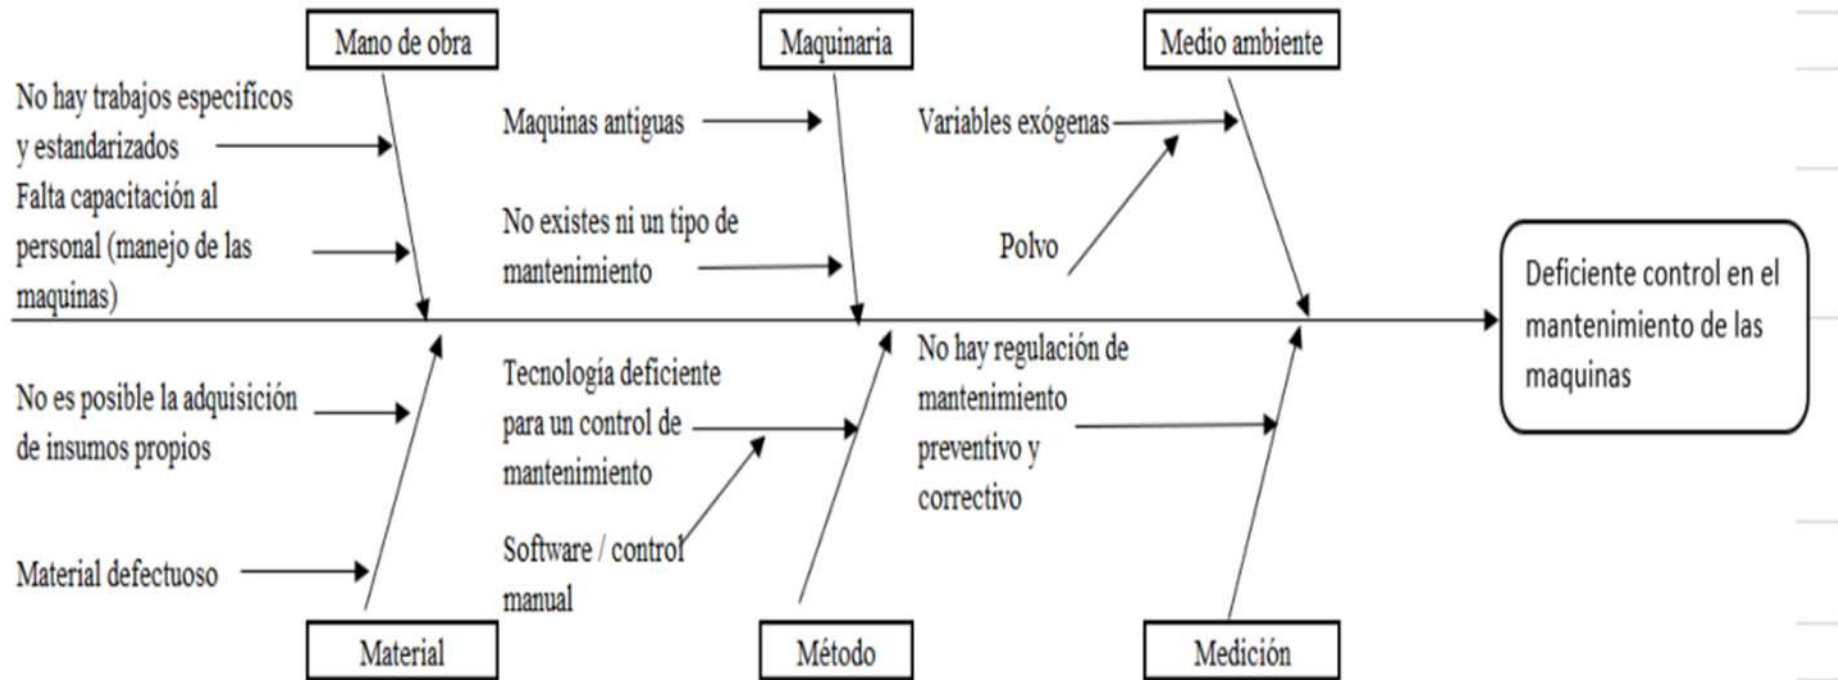 Mano de obra
Maquinaria
Medio ambiente
No hay trabajos específicos
y estandarizados
Falta capacitación al
personal (manejo de las
maquinas)
Maquinas antiguas
No existes ni un tipo de
mantenimiento
Variables exógenas
Polvo
Deficiente control en el
mantenimiento de las
maquinas
No es posible la adquisición
de insumos propios
Material defectuoso
Tecnología deficiente
para un control de
mantenimiento
Software / control
manual
No hay regulación de
mantenimiento
preventivo y
correctivo
Material
Método
Medición